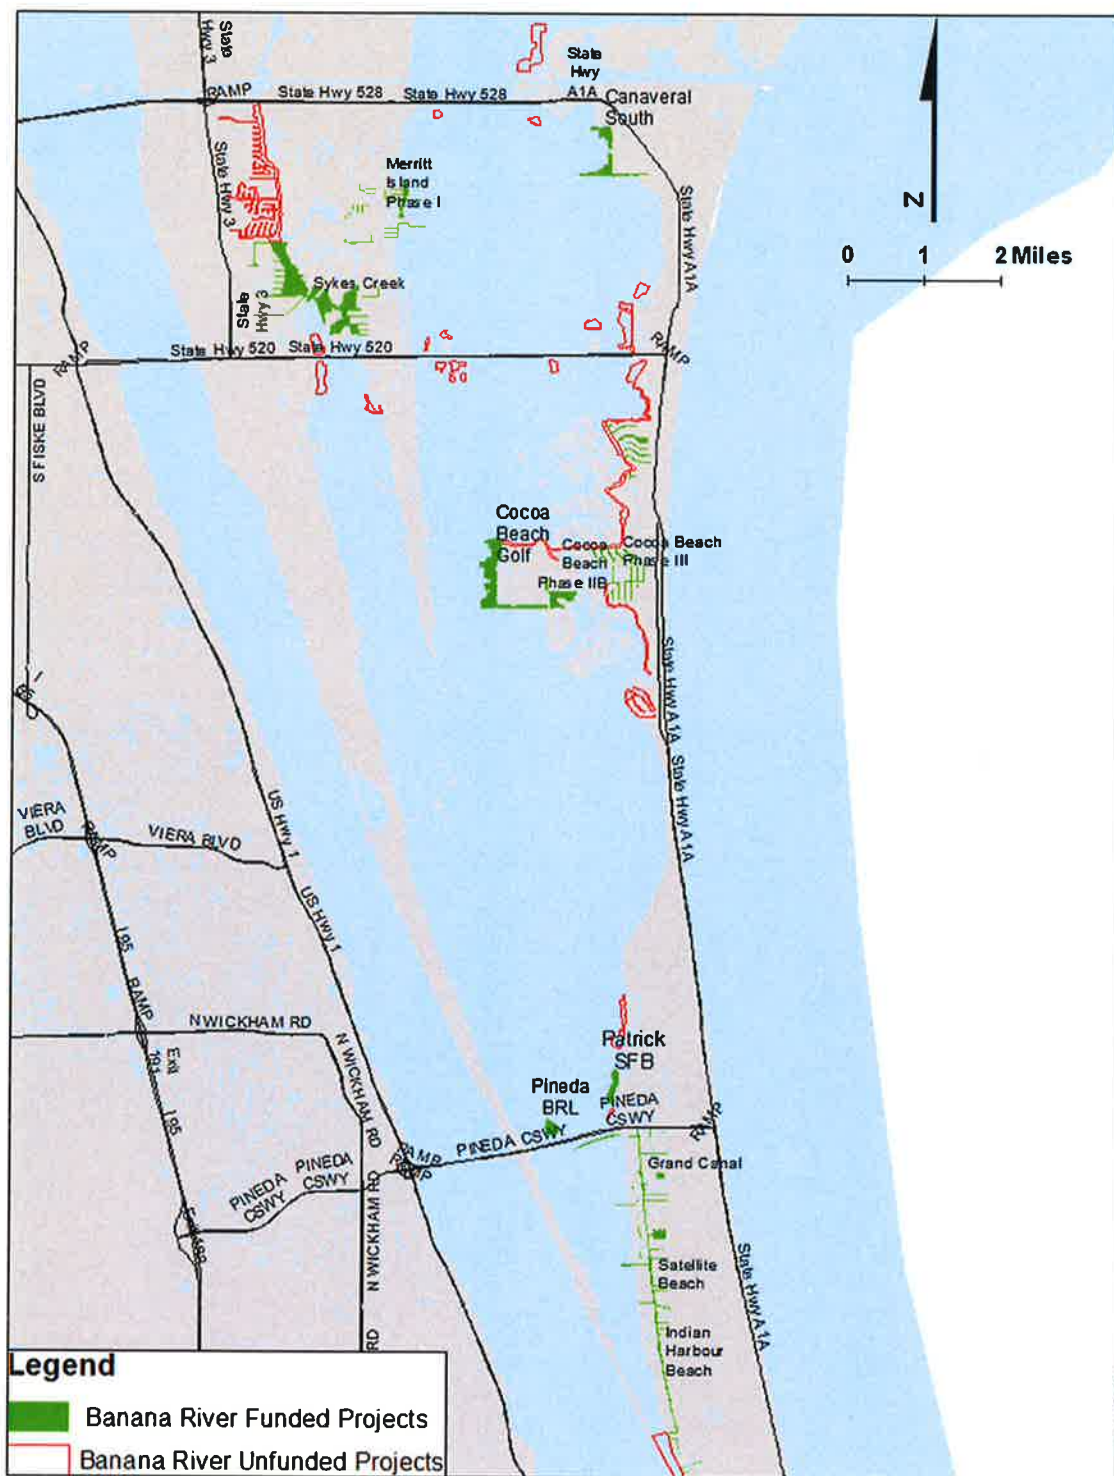 State
Hwy 3
State
Hwy
A1A
RAMP
State Hwy 528
State Hwy 528
Canaveral
South
State Hwy 3
Merritt
Island
Phase I
State Hwy A1A
Z
0 1 2 Miles
Sykes Creek
State
Hwy 3
State Hwy 520
State Hwy 520
RAMP
RAMP
S FISKE BLVD
Cocoa
Beach
Golf
Cocoa
Beach
Phase IIB
Cocoa Beach
Phase III
State Hwy A1A
State Hwy A1A
VIERA
BLVD
RAMP
VIERA BLVD
US Hwy 1
US Hwy 1
I 95
RAMP
N WICKHAM RD
N WICKHAM RD
Exit
191
I 95
Patrick
SFB
Pineda
BRL
PINEDA
CSWY
RAMP
PINEDA CSWY
RAMP
RAMP
Grand Canal
PINEDA
CSWY
PINEDA
CSWY
N WICKHAM RD
State Hwy A1A
Satellite
Beach
Indian
Harbour
Beach
RD
Legend
Banana River Funded Projects
Banana River Unfunded Projects